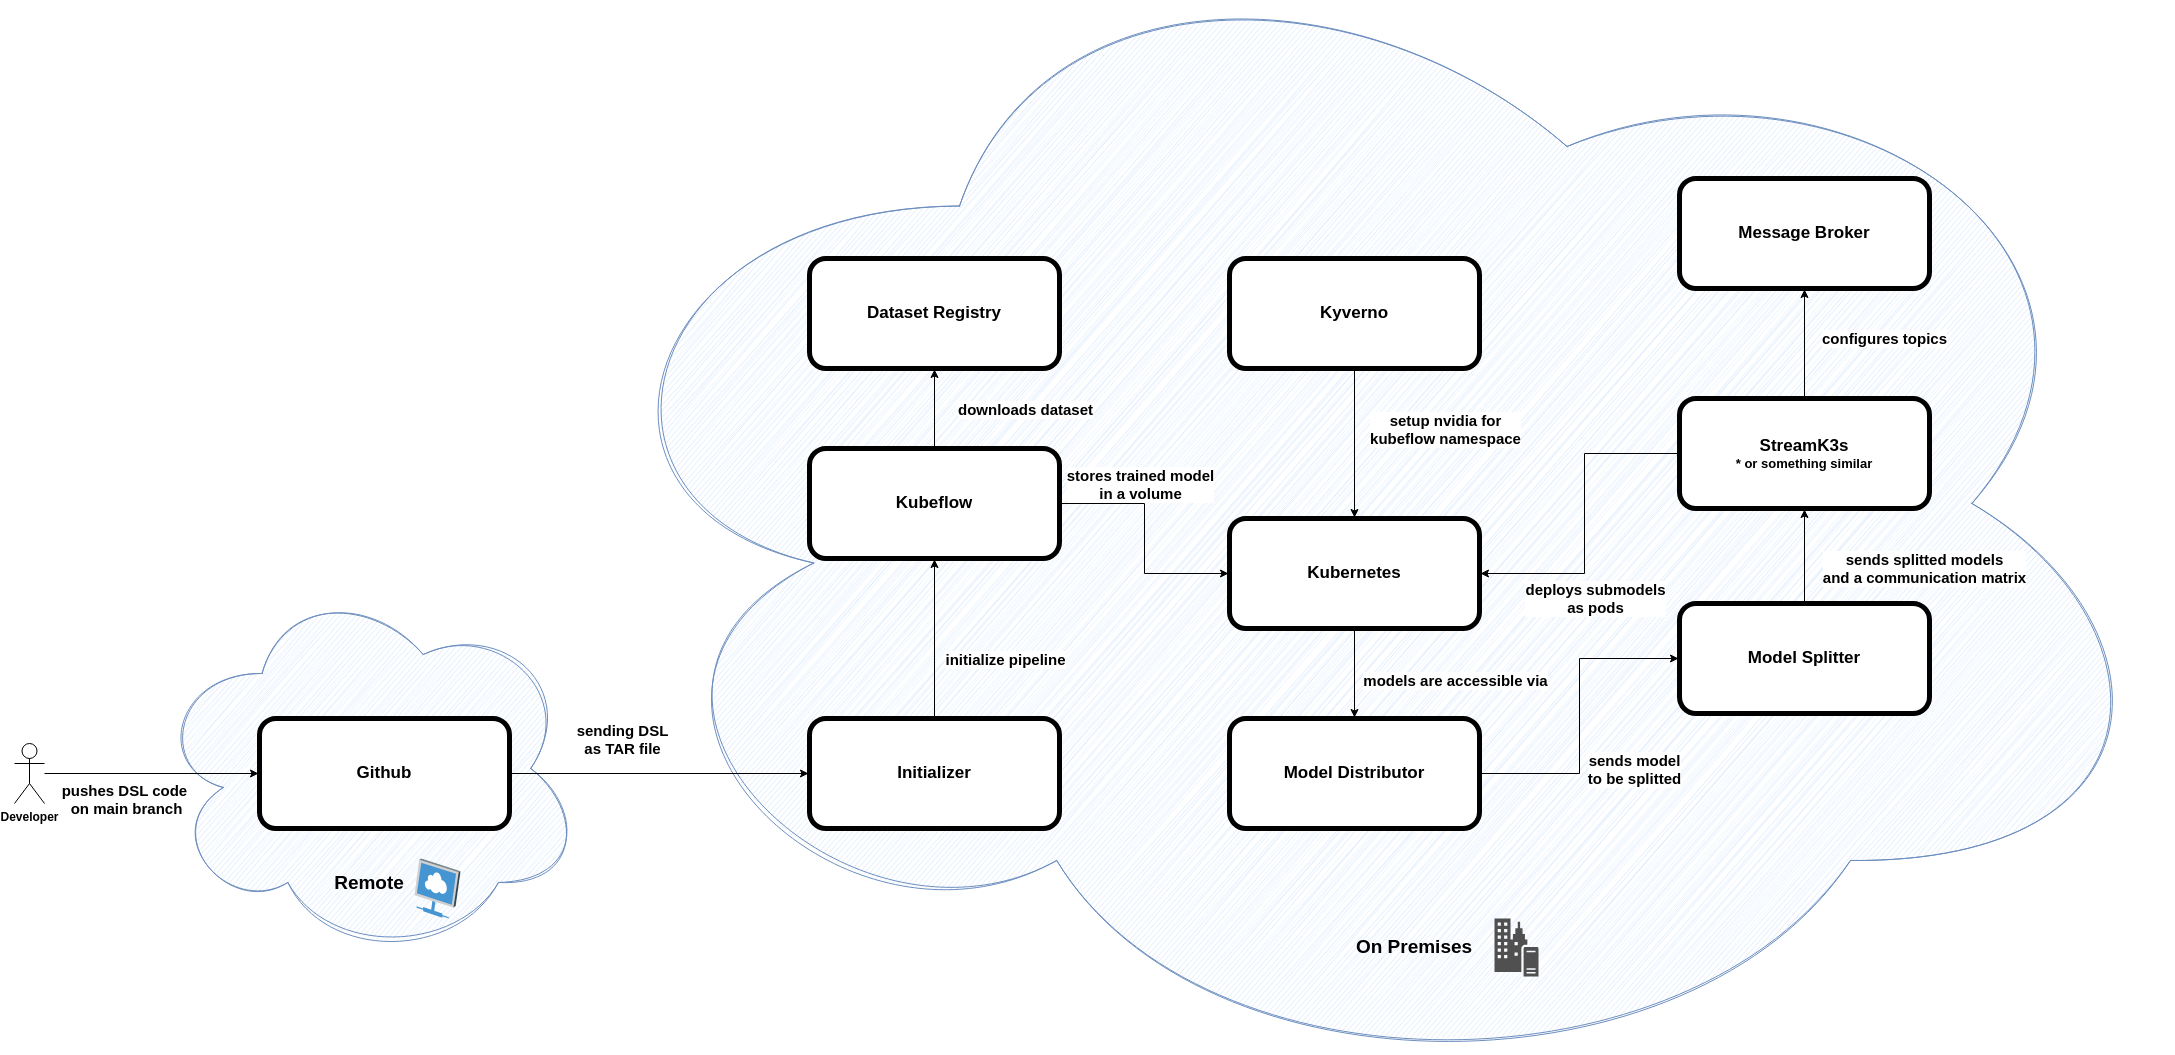 Message Broker
Dataset Registry
Kyverno
configures topics
downloads dataset
setup nvidia for
kubeflow namespace
StreamK3s
* or something similar
stores trained model
in a volume
Kubeflow
Kubernetes
sends splitted models
and a communication matrix
deploys submodels
as pods
initialize pipeline
models are accessible via
Model Splitter
sending DSL
as TAR file
Github
Initializer
Model Distributor
sends model
to be splitted
pushes DSL code
on main branch
Developer
Remote
On Premises